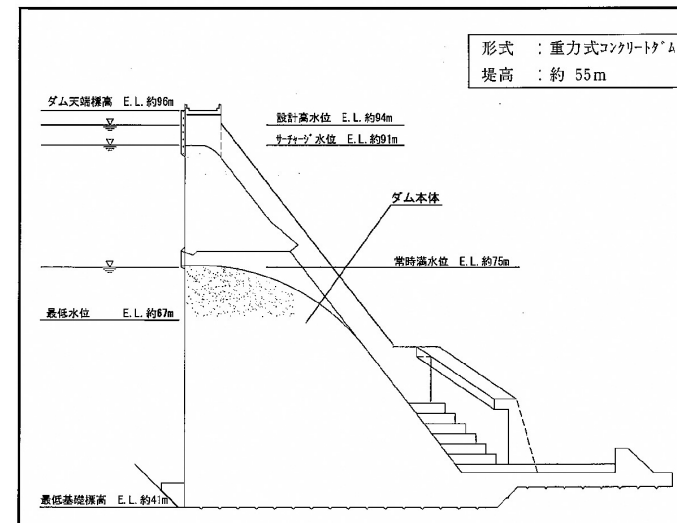 形式 : 重力式コンクリートダム
堤高 : 約 55m
ダム天端標高 E.L.約96m
設計高水位 E.L.約94m
サーチャージ水位 E.L.約91m
ダム本体
常時満水位 E.L.約75m
最低水位 E.L.約67m
最低基礎標高 E.L.約41m